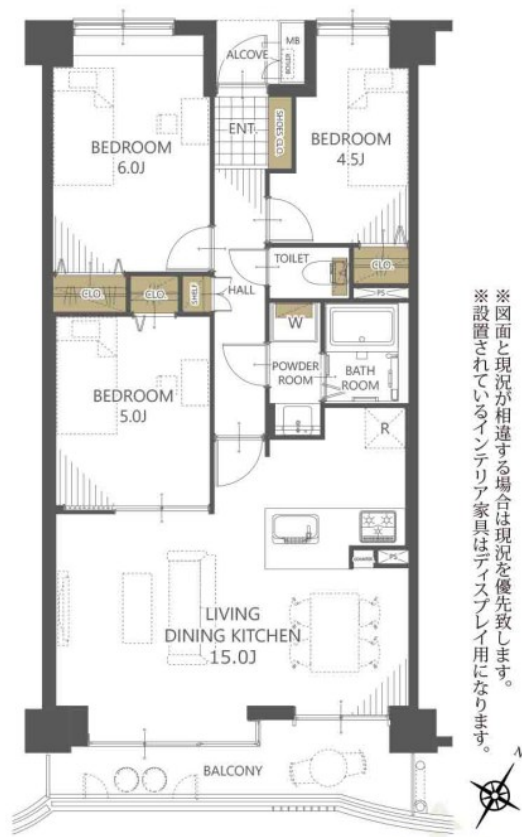 ALCOVE
MB
BOILER
ENT.
SHOES CLO.
BEDROOM
6.0J
BEDROOM
4.5J
TOILET
CLO.
CLO.
SHELF
HALL
CLO.
PS
W
POWDER
ROOM
BATH
ROOM
BEDROOM
5.0J
R
PS
LIVING
DINING KITCHEN
15.0J
BALCONY
N
※図面と現況が相違する場合は現況を優先致します。
※設置されているインテリア家具はディスプレイ用になります。